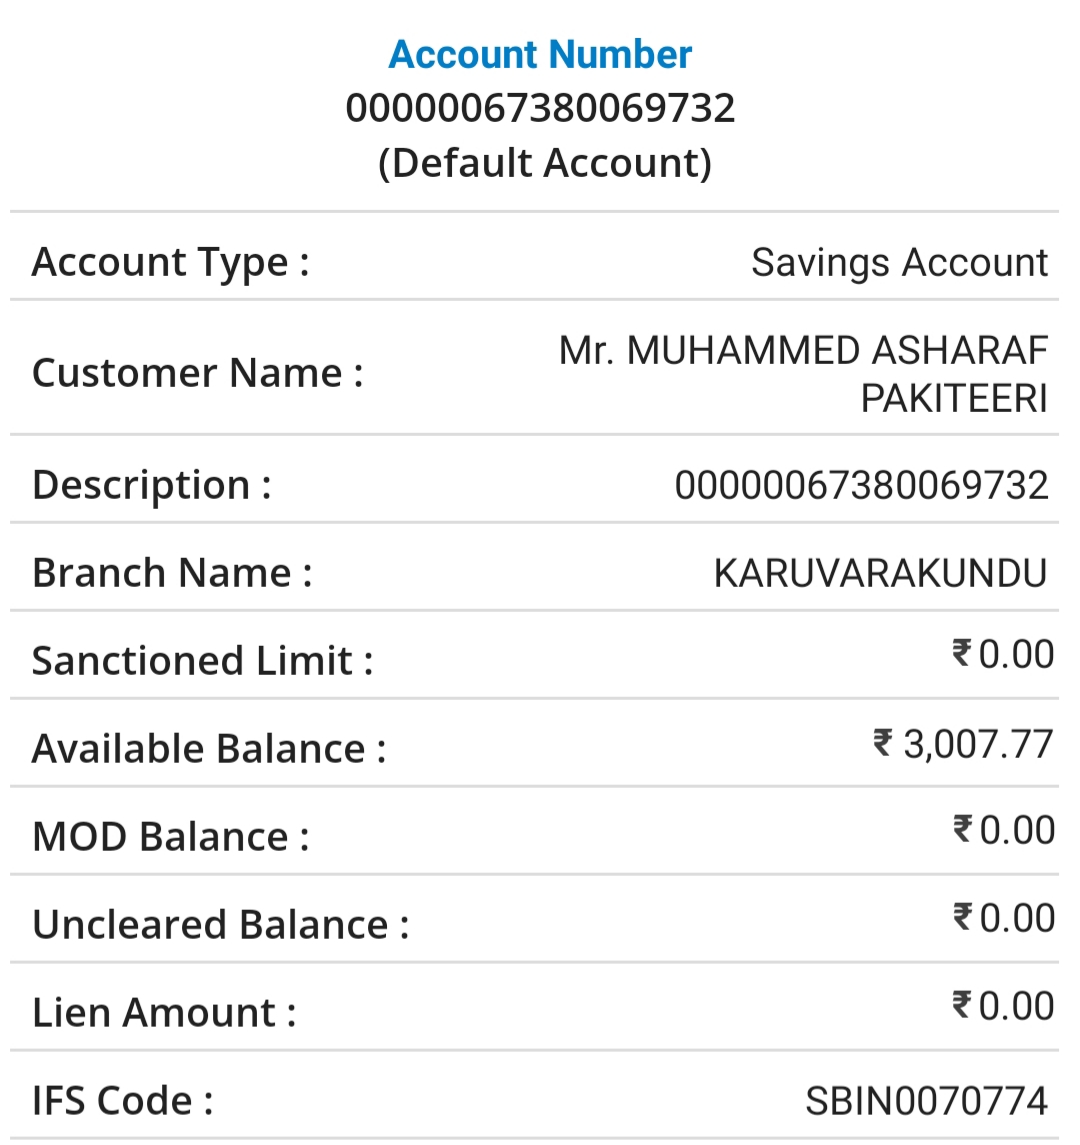 Account Number
00000067380069732
(Default Account)
Account Type : Savings Account
Customer Name : Mr. MUHAMMED ASHARAF
PAKITEERI
Description : 00000067380069732
Branch Name : KARUVARAKUNDU
Sanctioned Limit : ₹0.00
Available Balance : ₹ 3,007.77
MOD Balance : ₹0.00
Uncleared Balance : ₹0.00
Lien Amount : ₹0.00
IFS Code : SBIN0070774